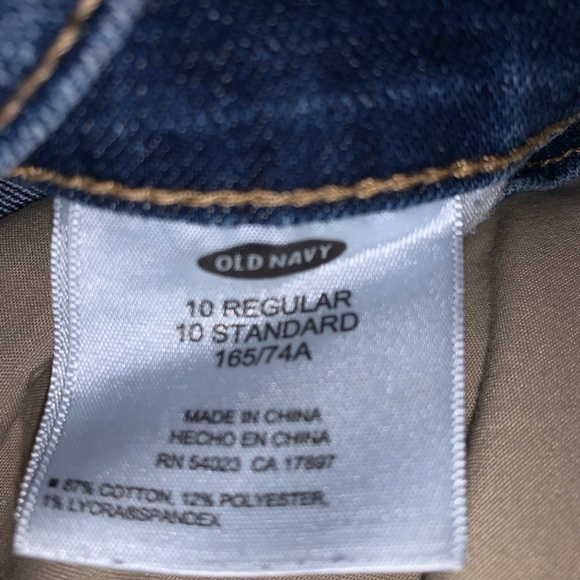 OLD NAVY
10 REGULAR
10 STANDARD
165/74A
MADE IN CHINA
HECHO EN CHINA
RN 54023 CA 17897
87% COTTON, 12% POLYESTER,
1% LYCRA®SPANDEX